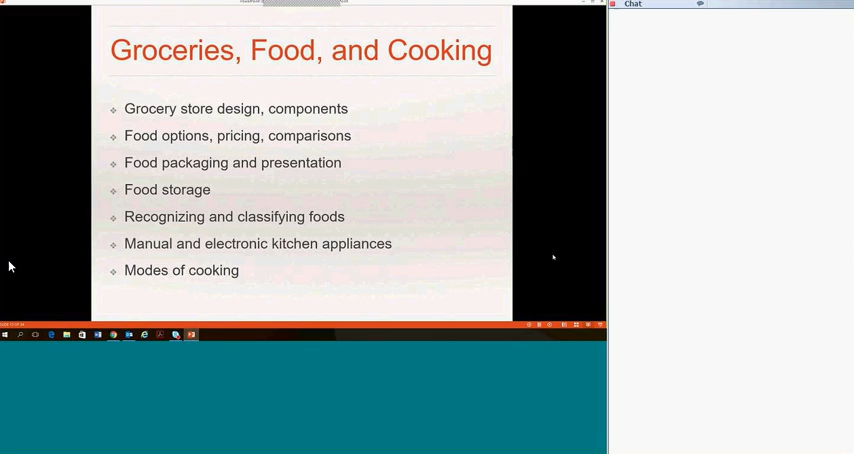 Chat
Groceries, Food, and Cooking
Grocery store design, components
Food options, pricing, comparisons
Food packaging and presentation
Food storage
Recognizing and classifying foods
Manual and electronic kitchen appliances
Modes of cooking